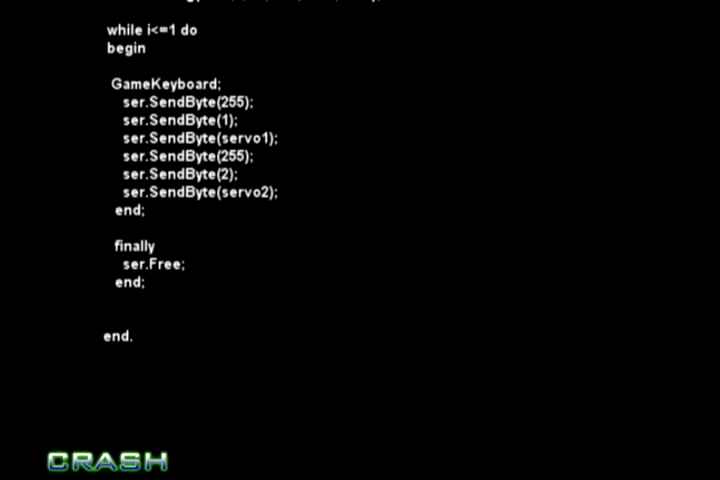 while i<=1 do
begin
GameKeyboard;
ser.SendByte(255);
ser.SendByte(1);
ser.SendByte(servo1);
ser.SendByte(255);
ser.SendByte(2);
ser.SendByte(servo2);
end;
finally
ser.Free;
end;
end.
CRASH